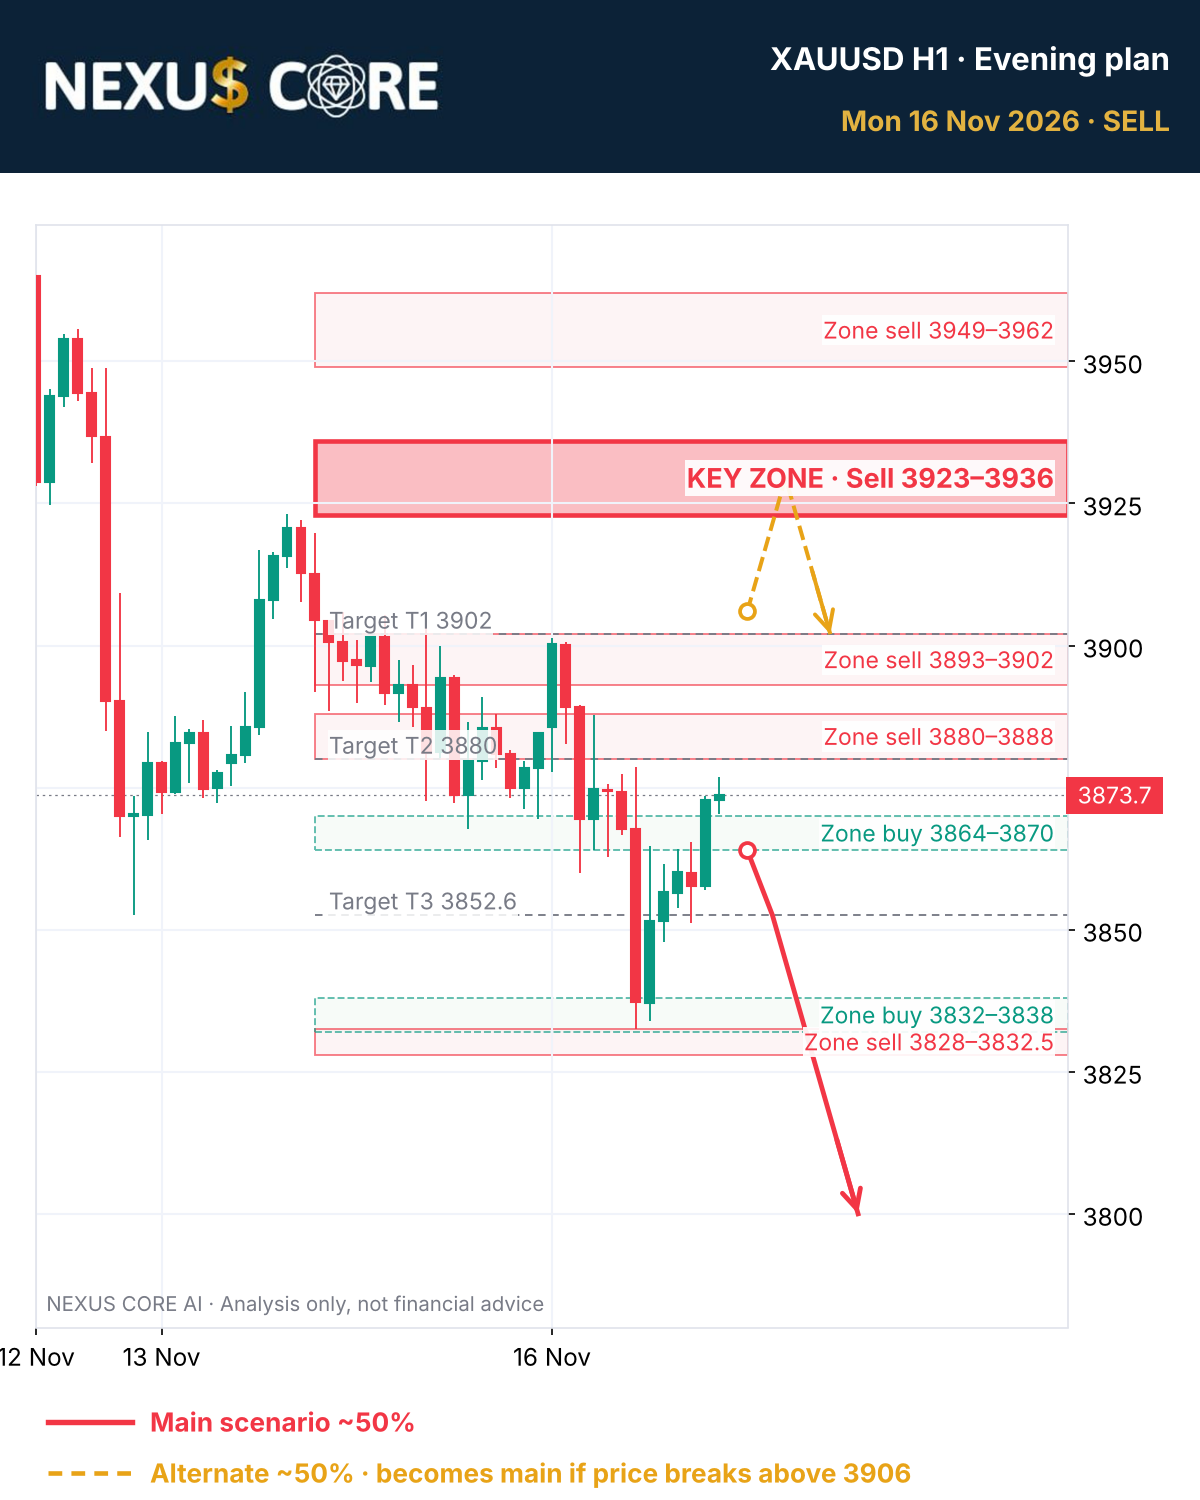 NEXU$ CORE
XAUUSD H1 · Evening plan
Mon 16 Nov 2026 · SELL
Zone sell 3949–3962
3950
KEY ZONE · Sell 3923–3936
3925
Target T1 3902
3900
Zone sell 3893–3902
Zone sell 3880–3888
Target T2 3880
3873.7
Zone buy 3864–3870
Target T3 3852.6
3850
Zone buy 3832–3838
Zone sell 3828–3832.5
3825
3800
NEXUS CORE AI · Analysis only, not financial advice
12 Nov
13 Nov
16 Nov
Main scenario ~50%
Alternate ~50% · becomes main if price breaks above 3906